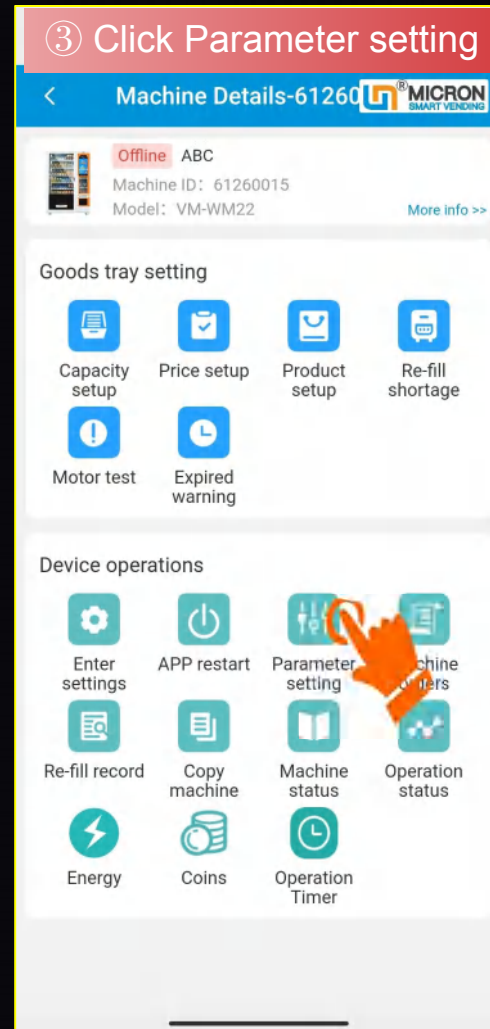 ③ Click Parameter setting
Machine Details-61260
MICRON
SMART VENDING
Offline ABC
Machine ID: 61260015
Model: VM-WM22
More info >>
Goods tray setting
Capacity setup
Price setup
Product setup
Re-fill shortage
Motor test
Expired warning
Device operations
Enter settings
APP restart
Parameter setting
Re-fill record
Copy machine
Machine status
Operation status
Energy
Coins
Operation Timer